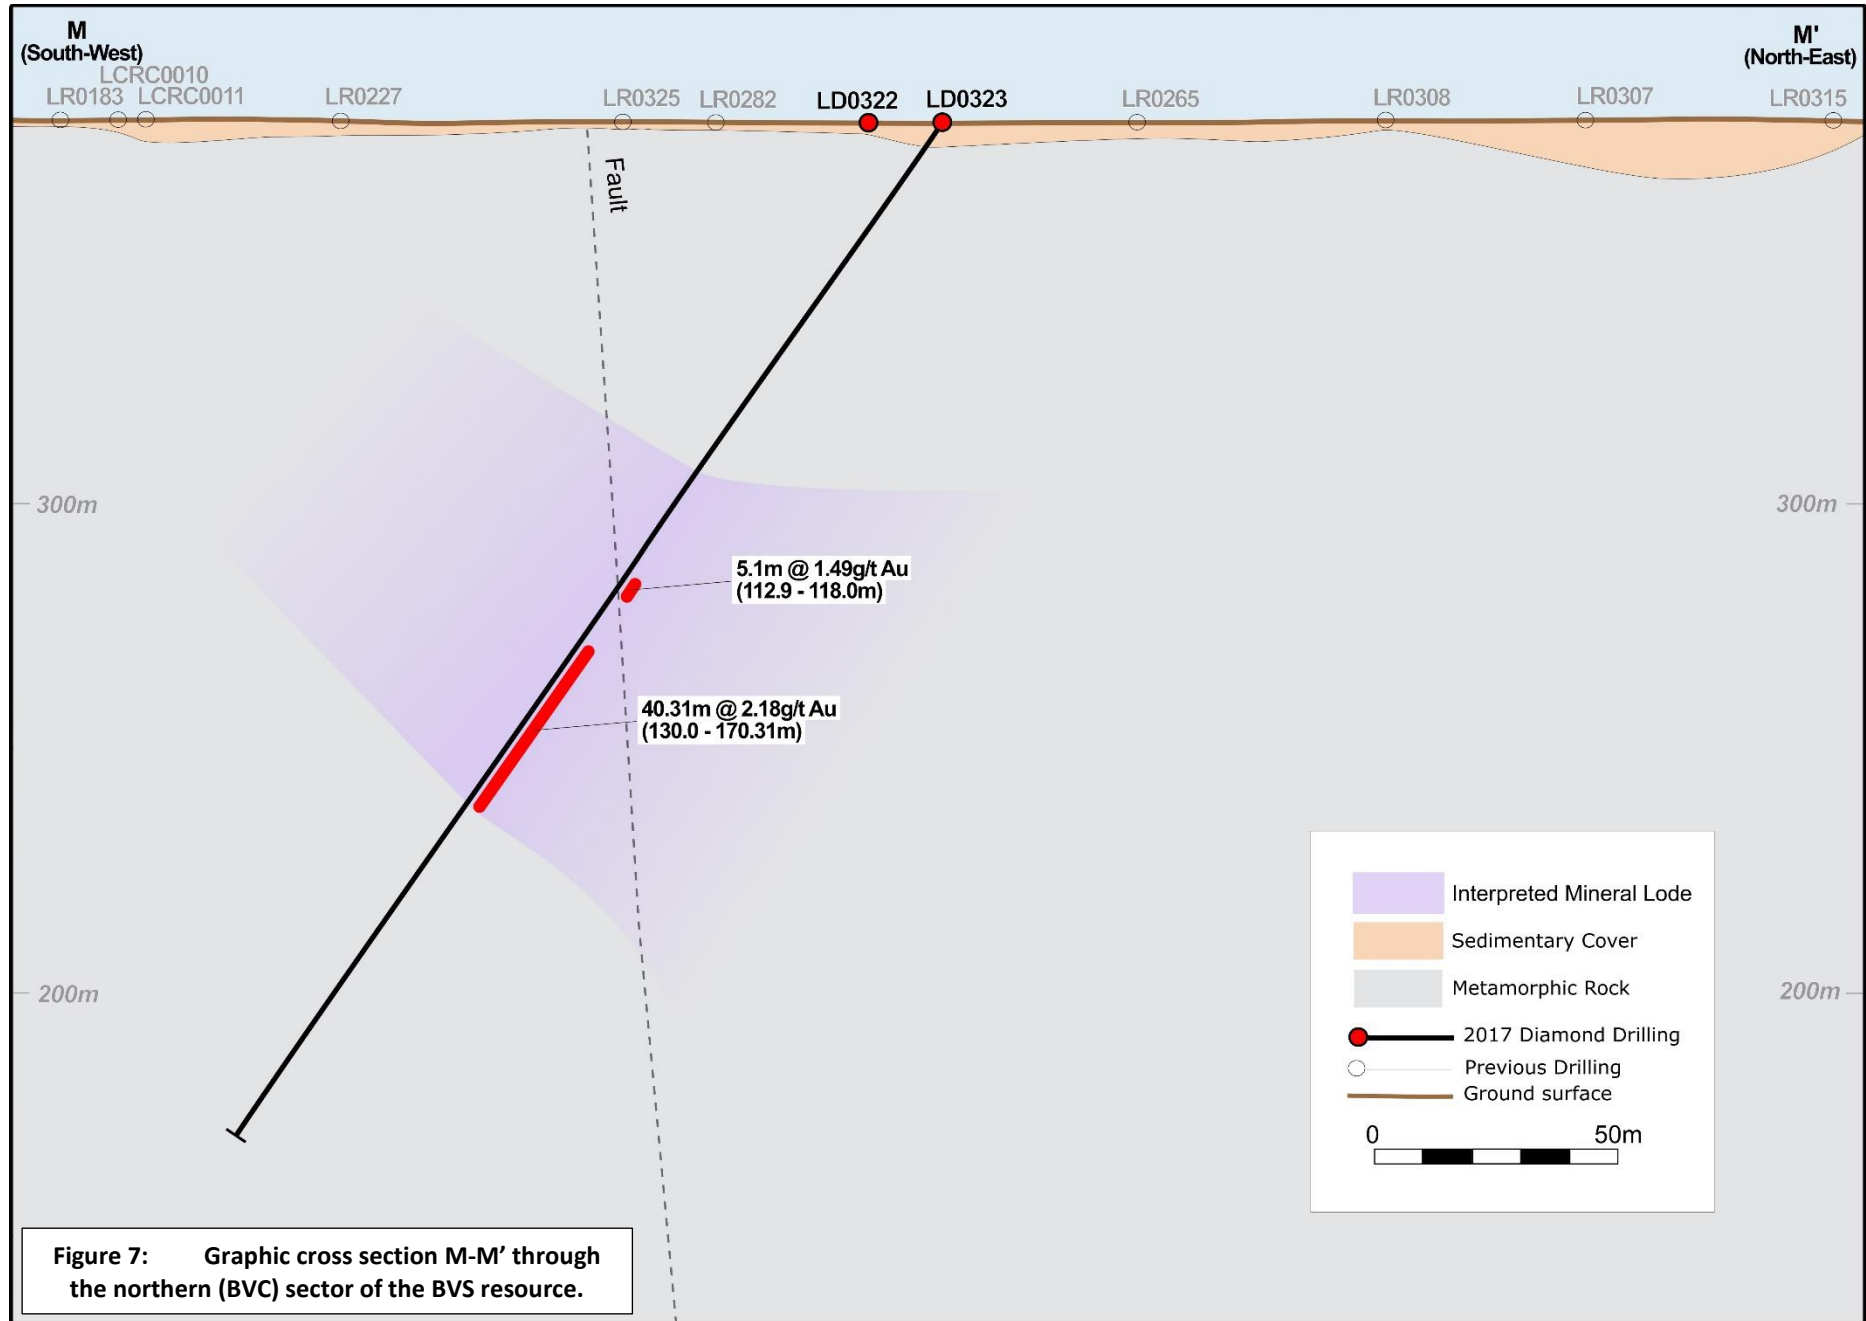 M
(South-West)
M'
(North-East)
LCRC0010
LR0183 LCRC0011 LR0227 LR0325 LR0282 LD0322 LD0323 LR0265 LR0308 LR0307 LR0315
Fault
300m
300m
5.1m @ 1.49g/t Au
(112.9 - 118.0m)
40.31m @ 2.18g/t Au
(130.0 - 170.31m)
200m
200m
Interpreted Mineral Lode
Sedimentary Cover
Metamorphic Rock
2017 Diamond Drilling
Previous Drilling
Ground surface
0 50m
Figure 7: Graphic cross section M-M’ through
the northern (BVC) sector of the BVS resource.